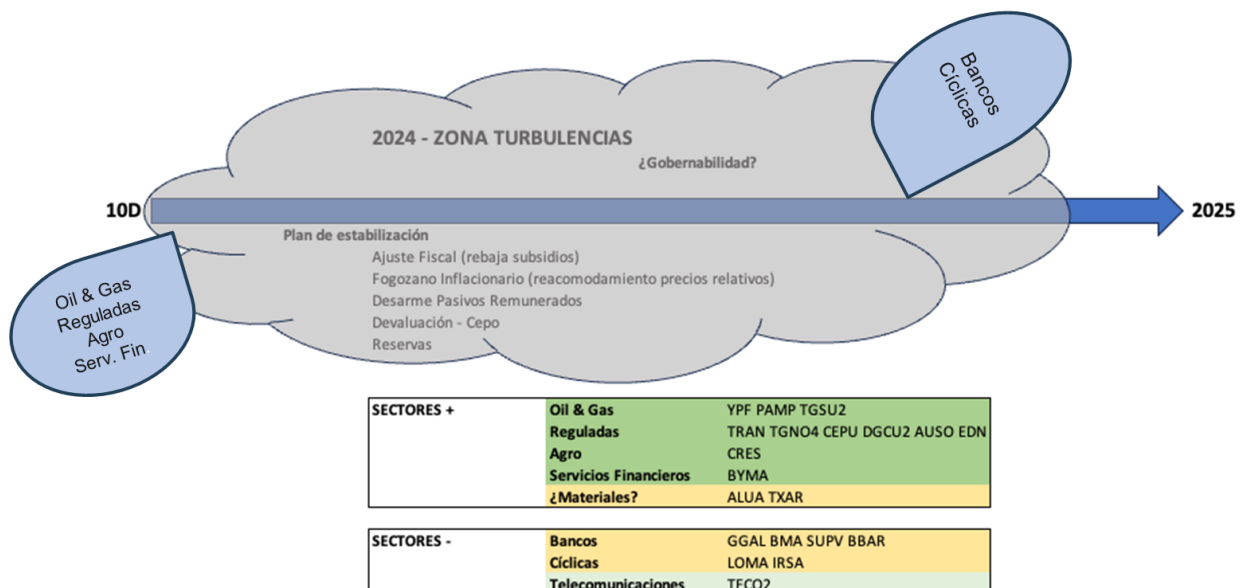 Bancos
Cíclicas
2024 - ZONA TURBULENCIAS
¿Gobernabilidad?
10D
2025
Plan de estabilización
Ajuste Fiscal (rebaja subsidios)
Fogozano Inflacionario (reacomodamiento precios relativos)
Desarme Pasivos Remunerados
Devaluación - Cepo
Reservas
Oil & Gas
Reguladas
Agro
Serv. Fin.
SECTORES + Oil & Gas YPF PAMP TGSU2
Reguladas TRAN TGNO4 CEPU DGCU2 AUSO EDN
Agro CRES
Servicios Financieros BYMA
¿Materiales? ALUA TXAR
SECTORES - Bancos GGAL BMA SUPV BBAR
Cíclicas LOMA IRSA
Telecomunicaciones TECO2